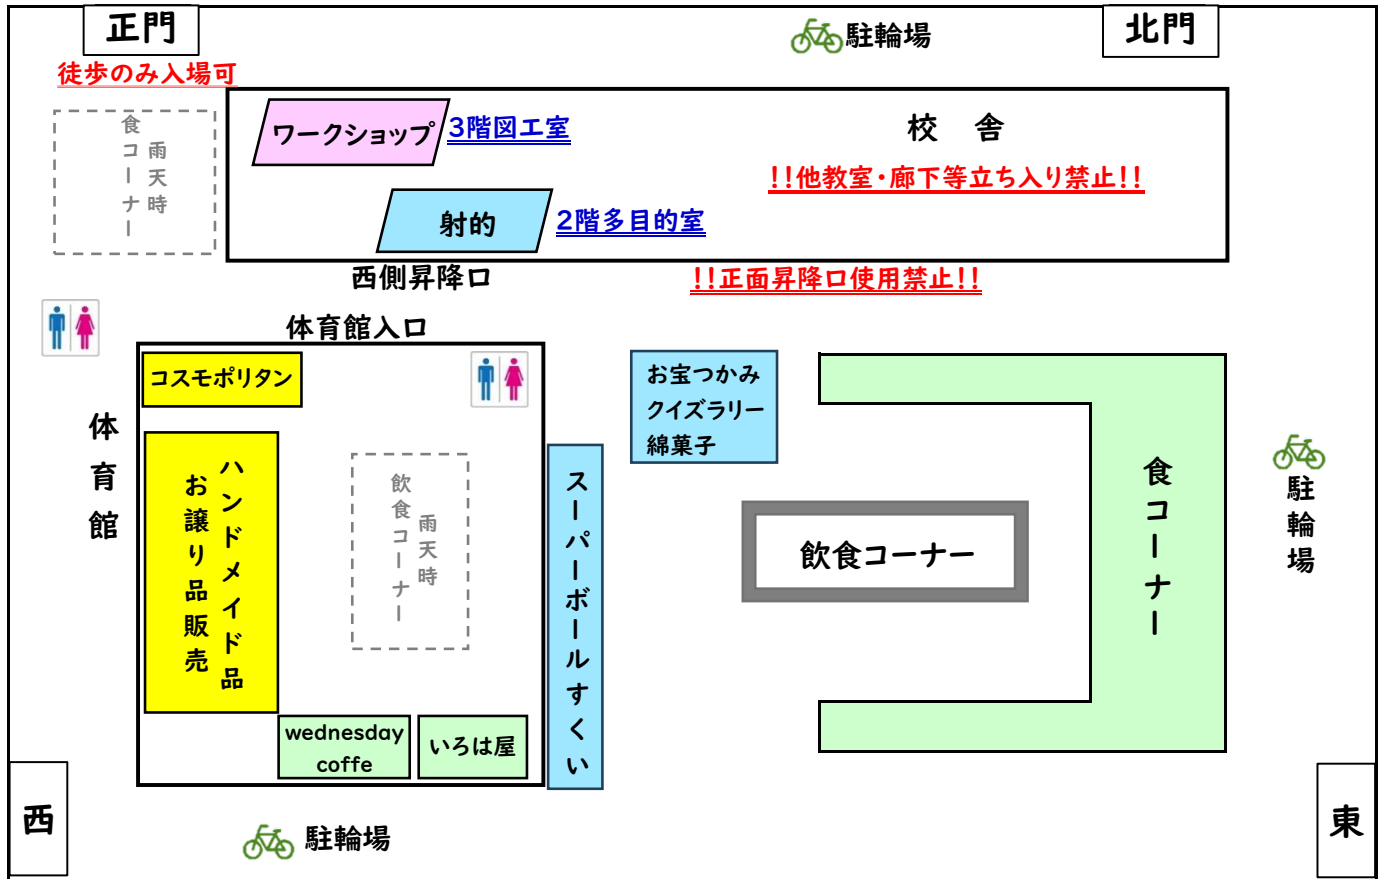 正門
北門
駐輪場
徒歩のみ入場可
雨天時
食コーナー
ワークショップ
3階図工室
校 舎
!!他教室・廊下等立ち入り禁止!!
射的
2階多目的室
西側昇降口
!!正面昇降口使用禁止!!
体育館入口
コスモポリタン
体育館
ハンドメイド品
お譲り品販売
雨天時
飲食コーナー
スーパーボールすくい
お宝つかみ
クイズラリー
綿菓子
飲食コーナー
食コーナー
駐輪場
wednesday
coffe
いろは屋
西
東
駐輪場